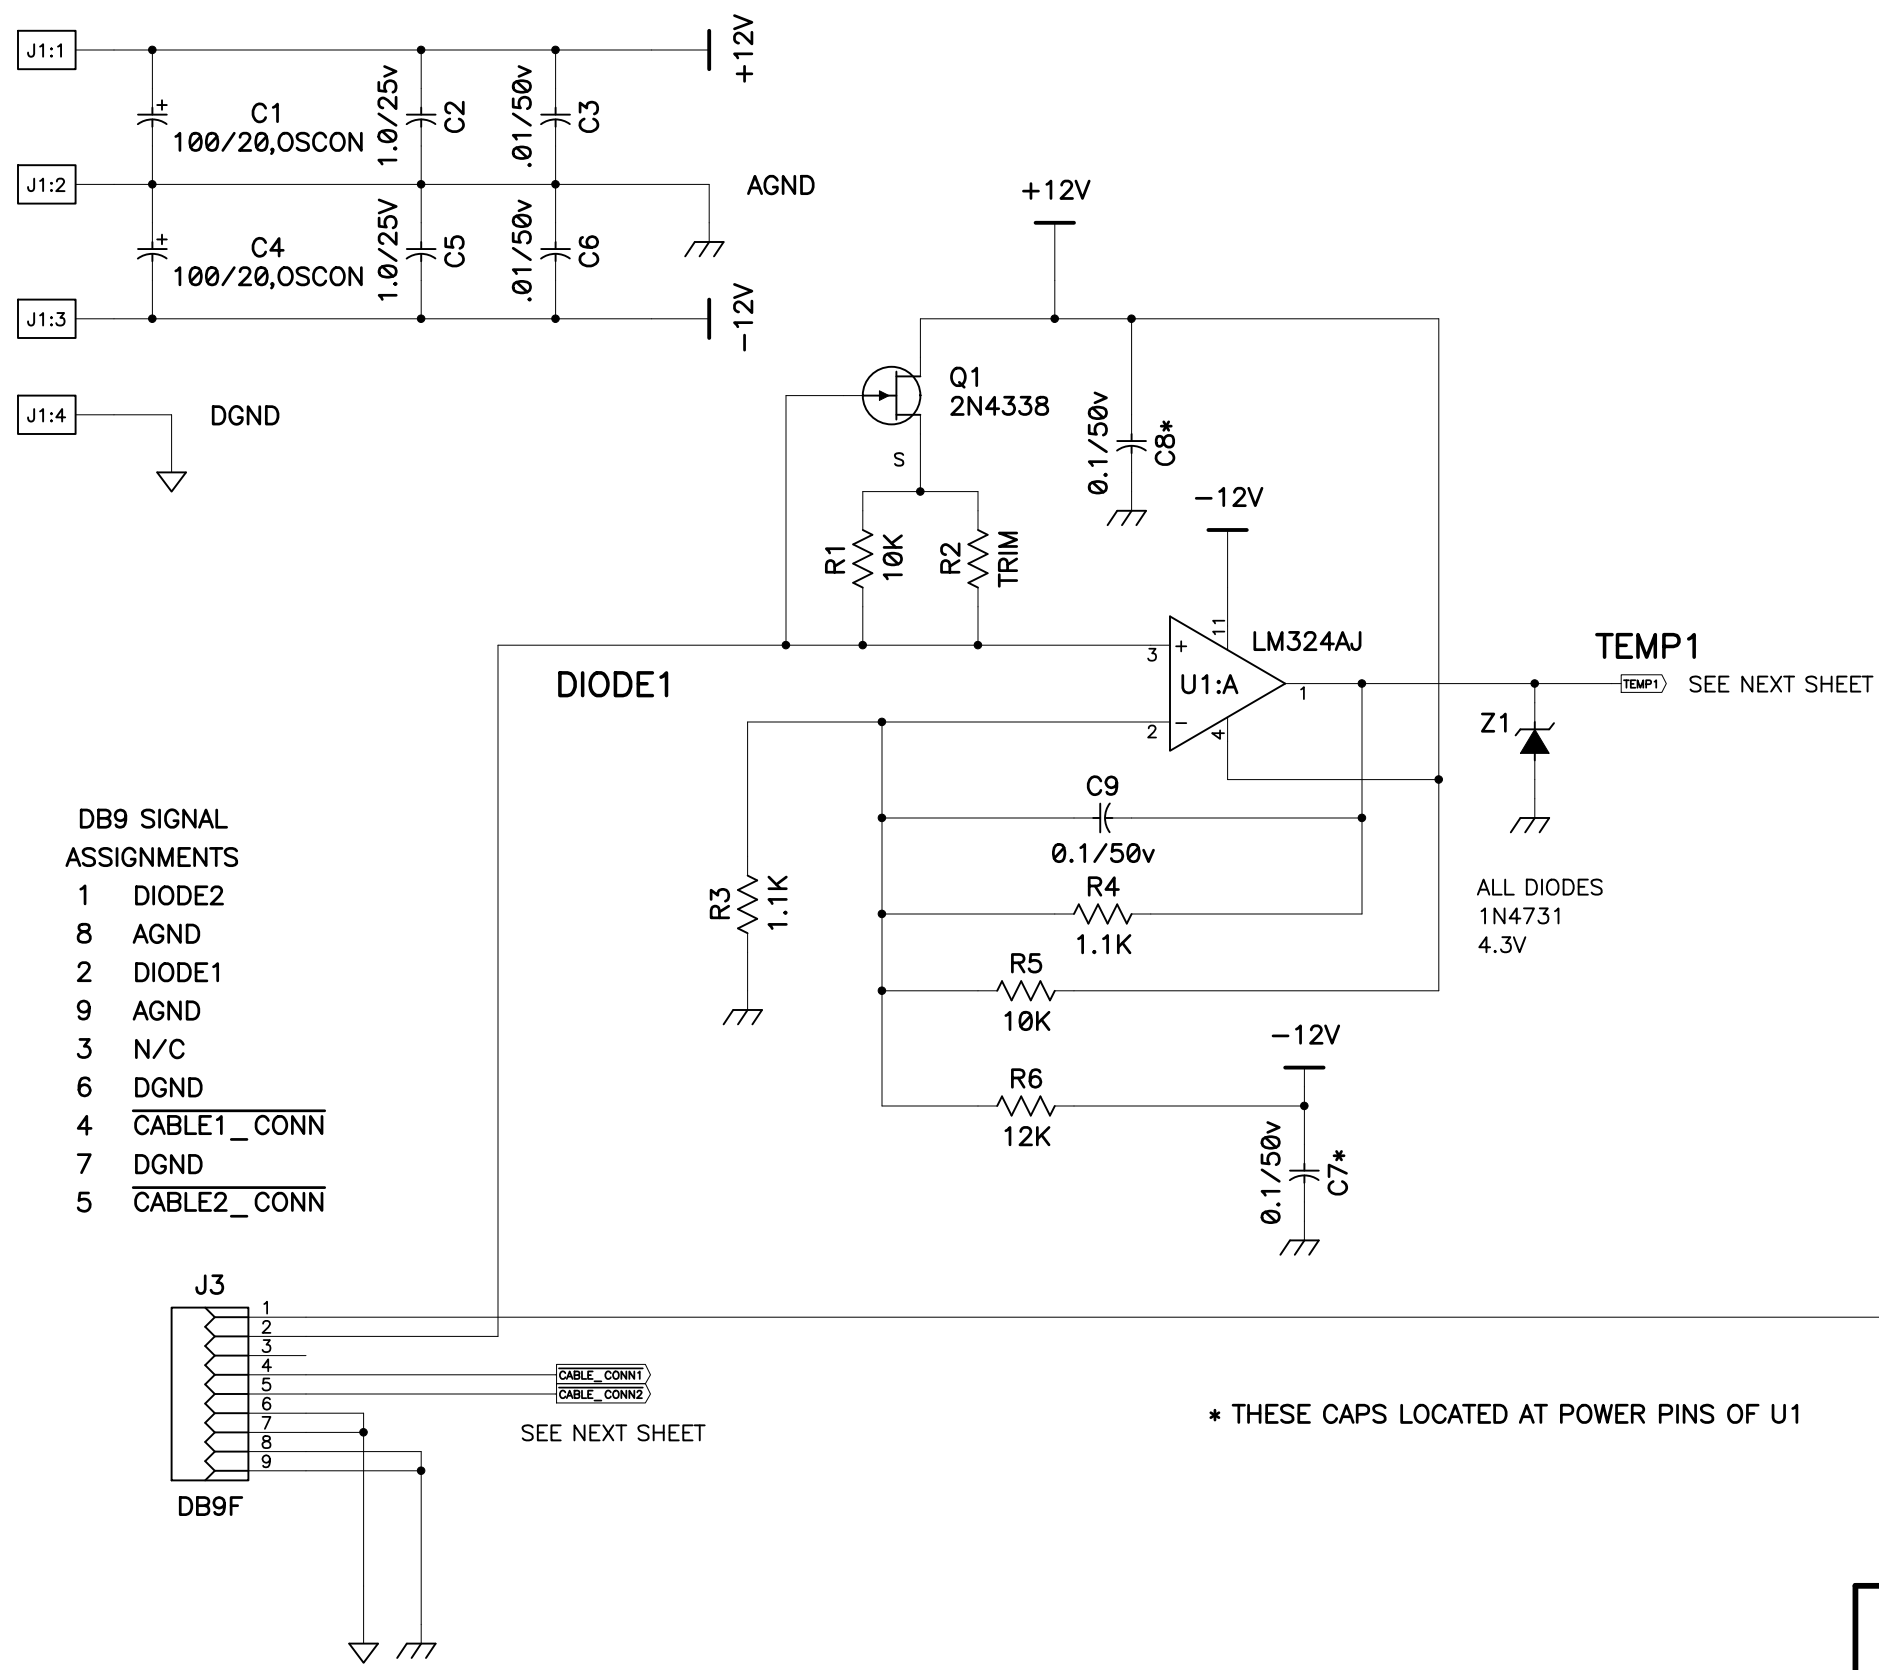 J1:1
+12V
C1
100/20,OSCON
1.0/25v
C2
.01/50v
C3
J1:2
AGND
C4
100/20,OSCON
1.0/25V
C5
.01/50v
C6
J1:3
-12V
J1:4
DGND
+12V
Q1
2N4338
S
0.1/50v
C8*
-12V
R1
10K
R2
TRIM
11
LM324AJ
3
+
U1:A
1
2
-
4
DIODE1
TEMP1
TEMP1
SEE NEXT SHEET
Z1
C9
0.1/50v
R3
1.1K
R4
1.1K
ALL DIODES
1N4731
4.3V
R5
10K
-12V
R6
12K
0.1/50v
C7*
DB9 SIGNAL
ASSIGNMENTS
1 DIODE2
8 AGND
2 DIODE1
9 AGND
3 N/C
6 DGND
4 CABLE1_CONN
7 DGND
5 CABLE2_CONN
J3
1
2
3
4
5
6
7
8
9
DB9F
CABLE_CONN1
CABLE_CONN2
SEE NEXT SHEET
* THESE CAPS LOCATED AT POWER PINS OF U1